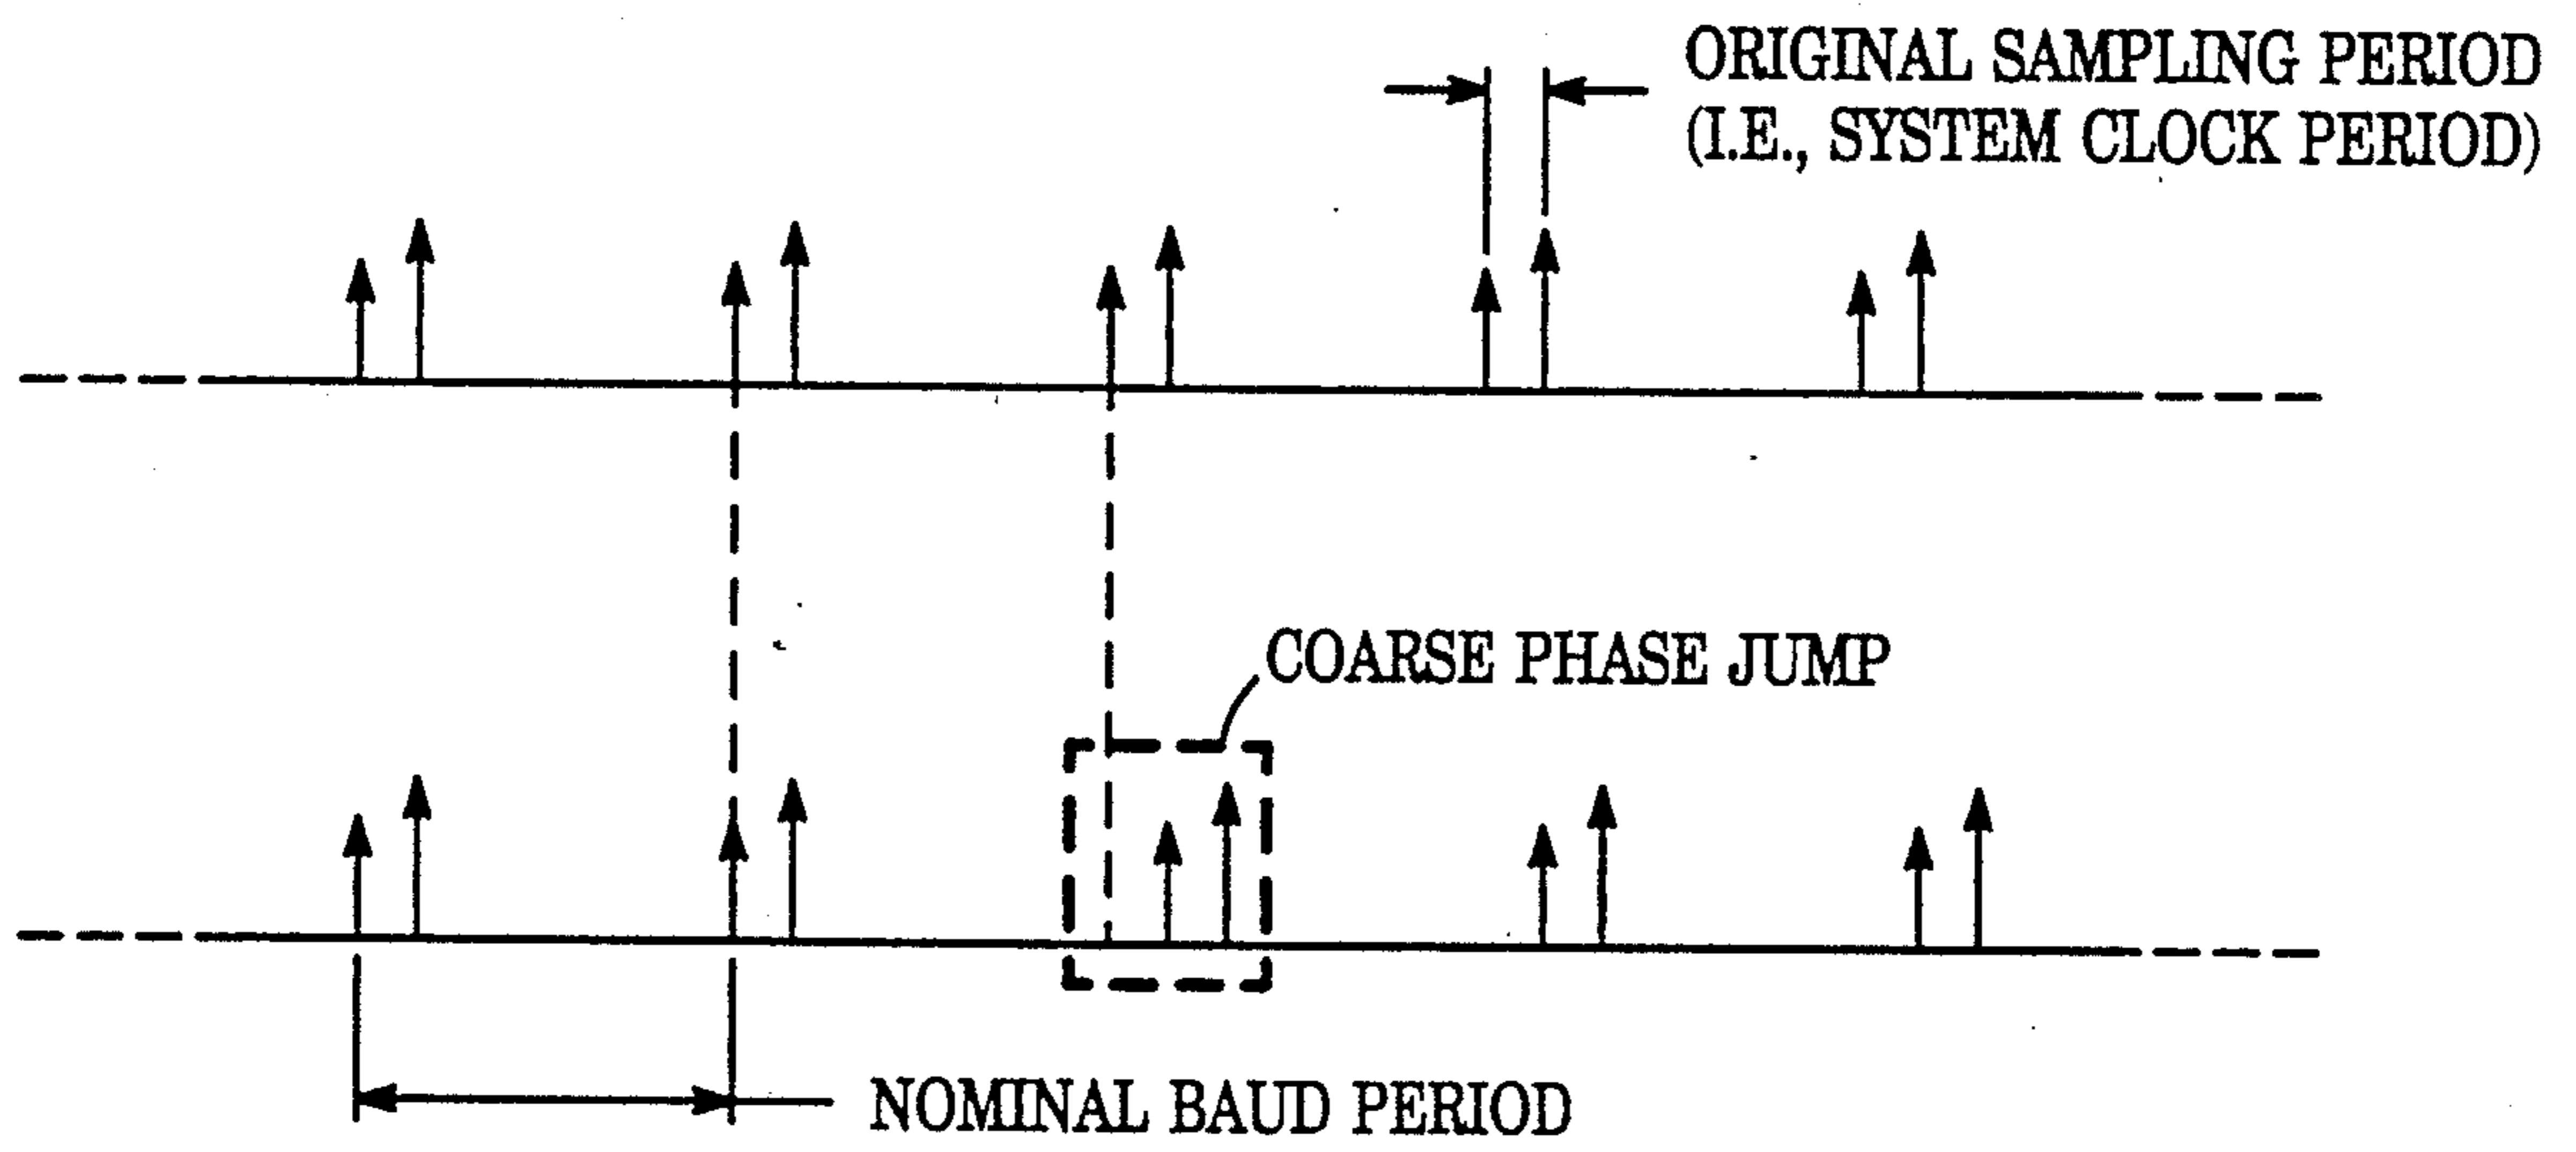 ORIGINAL SAMPLING PERIOD
(I.E., SYSTEM CLOCK PERIOD)
COARSE PHASE JUMP
NOMINAL BAUD PERIOD